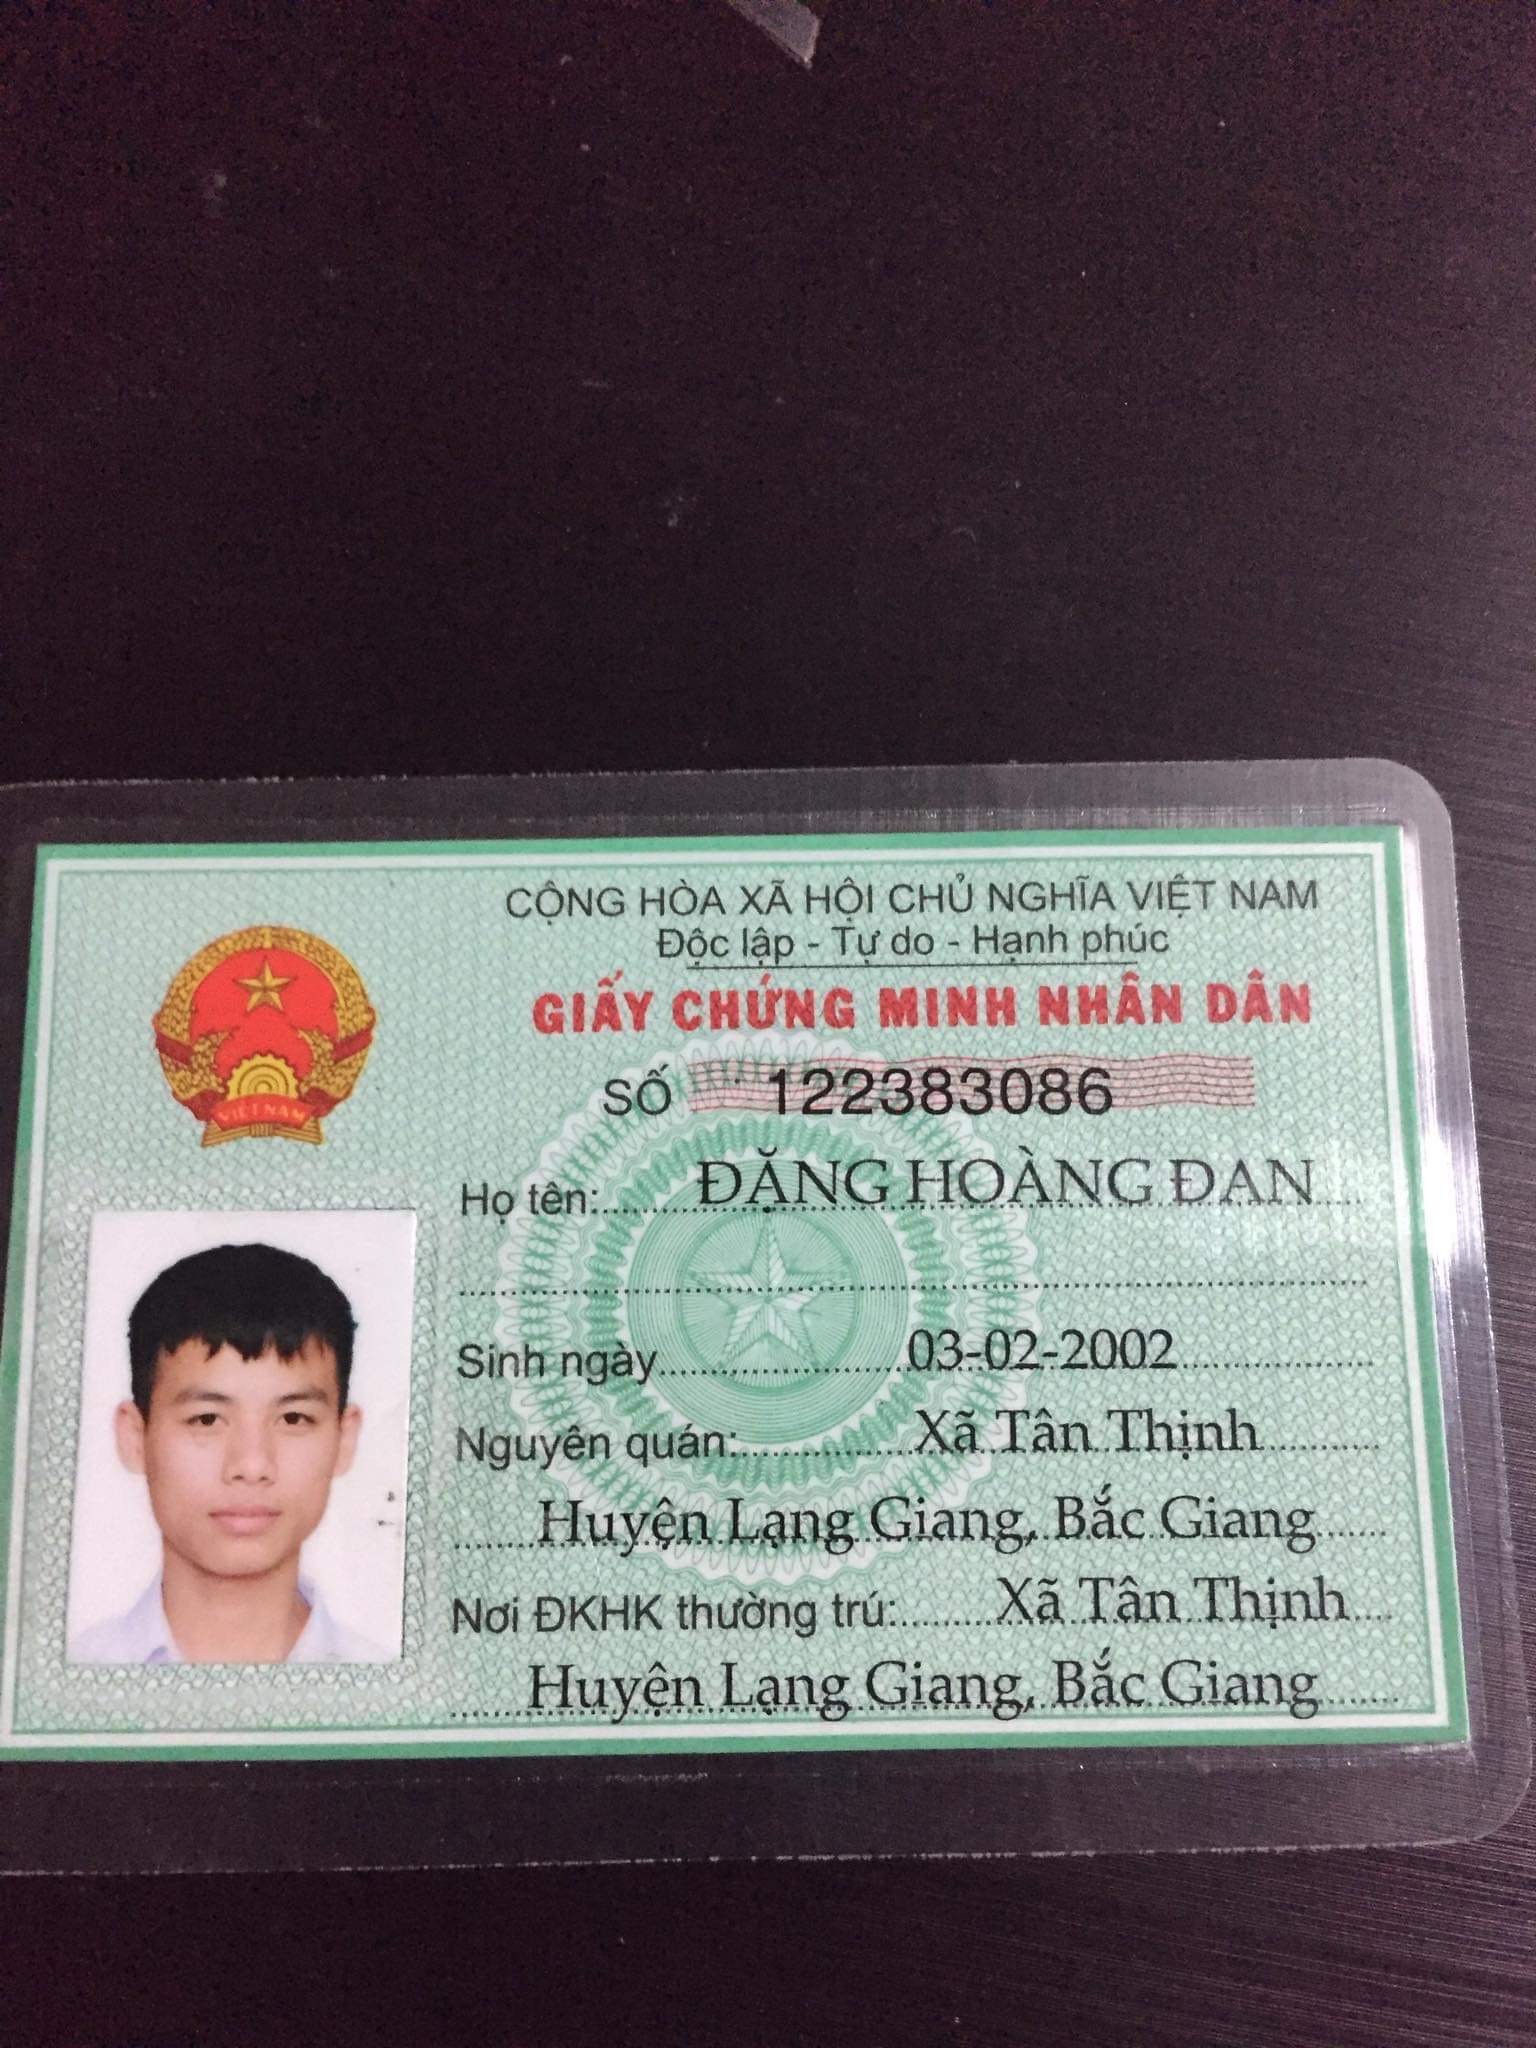 CỘNG HÒA XÃ HỘI CHỦ NGHĨA VIỆT NAM
Độc lập - Tự do - Hạnh phúc
GIẤY CHỨNG MINH NHÂN DÂN
SỐ 122383086
Họ tên: ĐẶNG HOÀNG ĐAN
Sinh ngày 03-02-2002
Nguyên quán: Xã Tân Thịnh
Huyện Lạng Giang, Bắc Giang
Nơi ĐKHK thường trú: Xã Tân Thịnh
Huyện Lạng Giang, Bắc Giang
VIỆT NAM